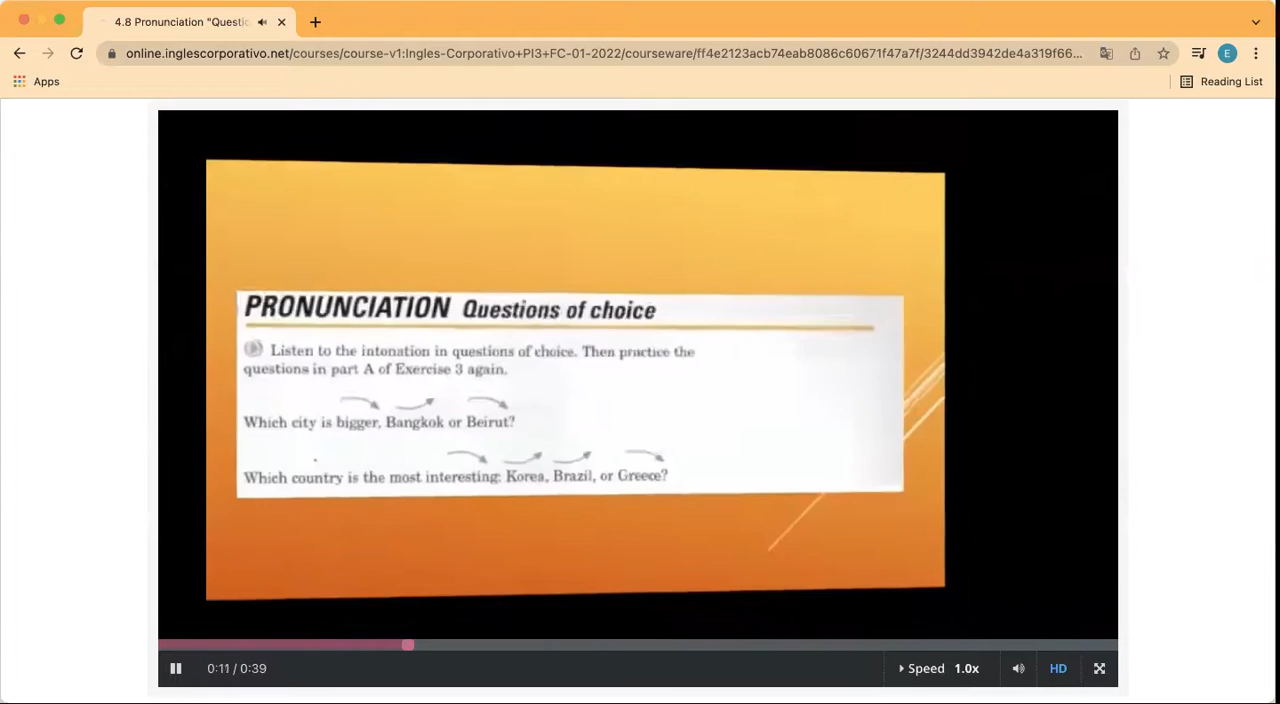 4.8 Pronunciation "Questic
online.inglescorporativo.net/courses/course-v1:Ingles-Corporativo+PI3+FC-01-2022/courseware/ff4e2123acb74eab8086c60671f47a7f/3244dd3942de4a319f66...
E
Apps
Reading List
PRONUNCIATION Questions of choice
Listen to the intonation in questions of choice. Then practice the
questions in part A of Exercise 3 again.
Which city is bigger, Bangkok or Beirut?
Which country is the most interesting: Korea, Brazil, or Greece?
0:11 / 0:39
Speed 1.0x
HD